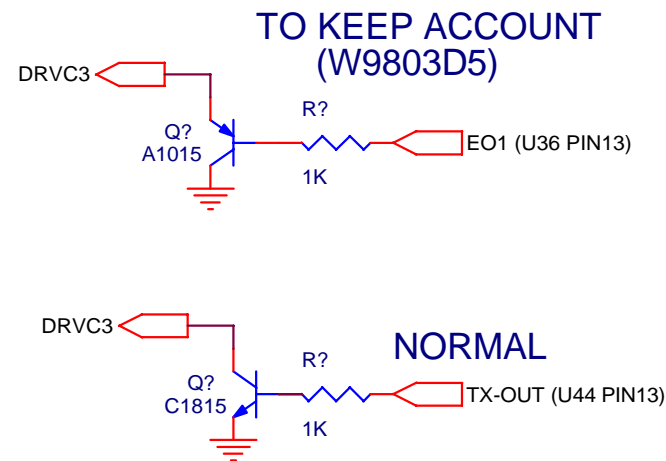 TO KEEP ACCOUNT
(W9803D5)
DRVC3
R?
Q?
A1015
EO1 (U36 PIN13)
1K
DRVC3
NORMAL
R?
Q?
C1815
TX-OUT (U44 PIN13)
1K